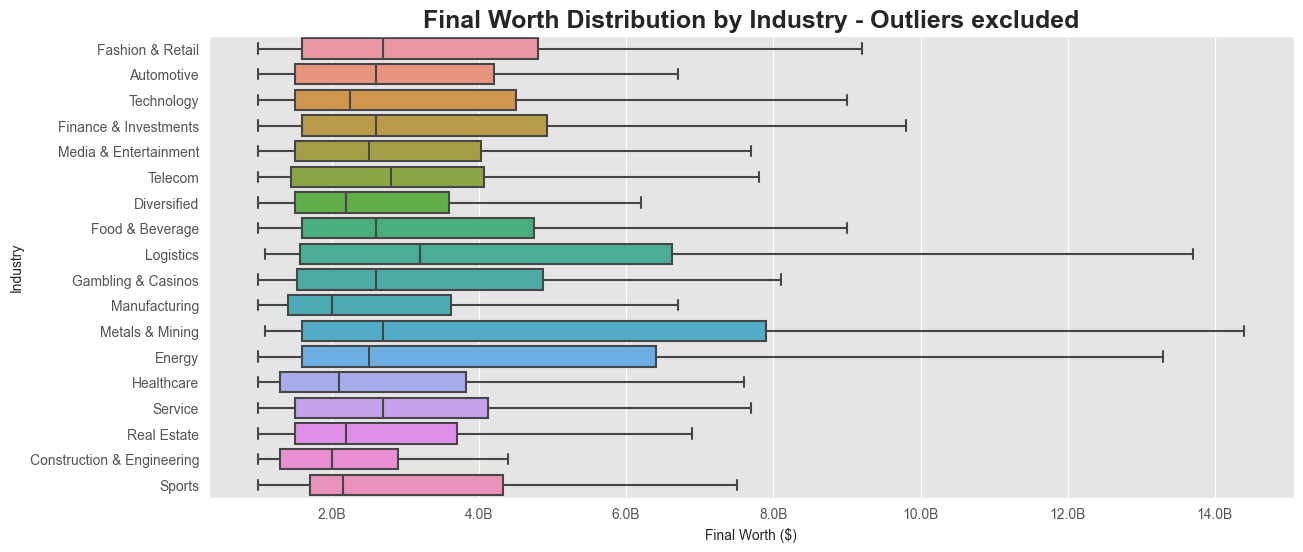 Final Worth Distribution by Industry - Outliers excluded
Fashion & Retail
Automotive
Technology
Finance & Investments
Media & Entertainment
Telecom
Diversified
Food & Beverage
Logistics
Gambling & Casinos
Manufacturing
Metals & Mining
Energy
Healthcare
Service
Real Estate
Construction & Engineering
Sports
Industry
2.0B 4.0B 6.0B 8.0B 10.0B 12.0B 14.0B
Final Worth ($)